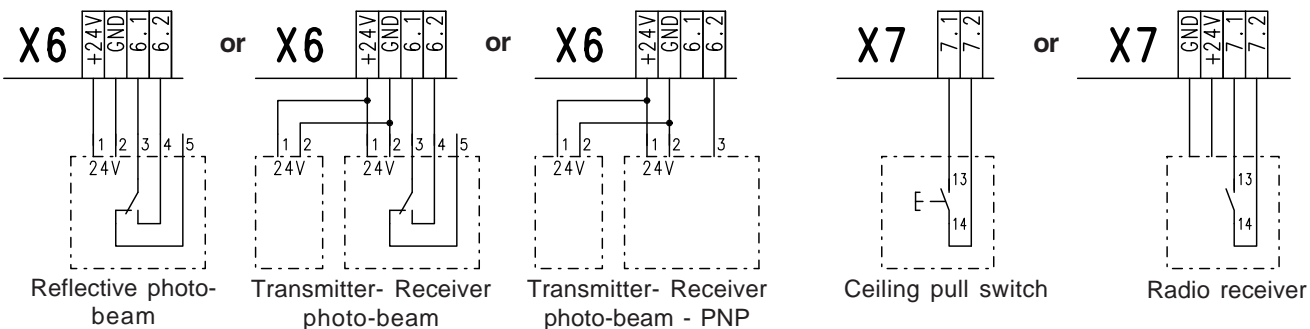 X6 +24V GND 6.1 6.2 or X6 +24V GND 6.1 6.2 or X6 +24V GND 6.1 6.2 X7 7.1 7.2 or X7 GND +24V 7.1 7.2
1 2 3 4 5 1 2 1 2 3 4 5 1 2 1 2 3
24V 24V 24V 24V 24V
13 13
14 14
Reflective photo- Transmitter- Receiver Transmitter- Receiver Ceiling pull switch Radio receiver
beam photo-beam photo-beam - PNP